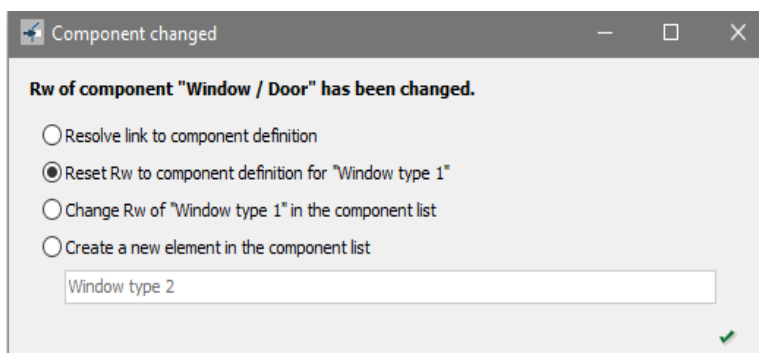 Component changed
Rw of component "Window / Door" has been changed.
Resolve link to component definition
Reset Rw to component definition for "Window type 1"
Change Rw of "Window type 1" in the component list
Create a new element in the component list
Window type 2